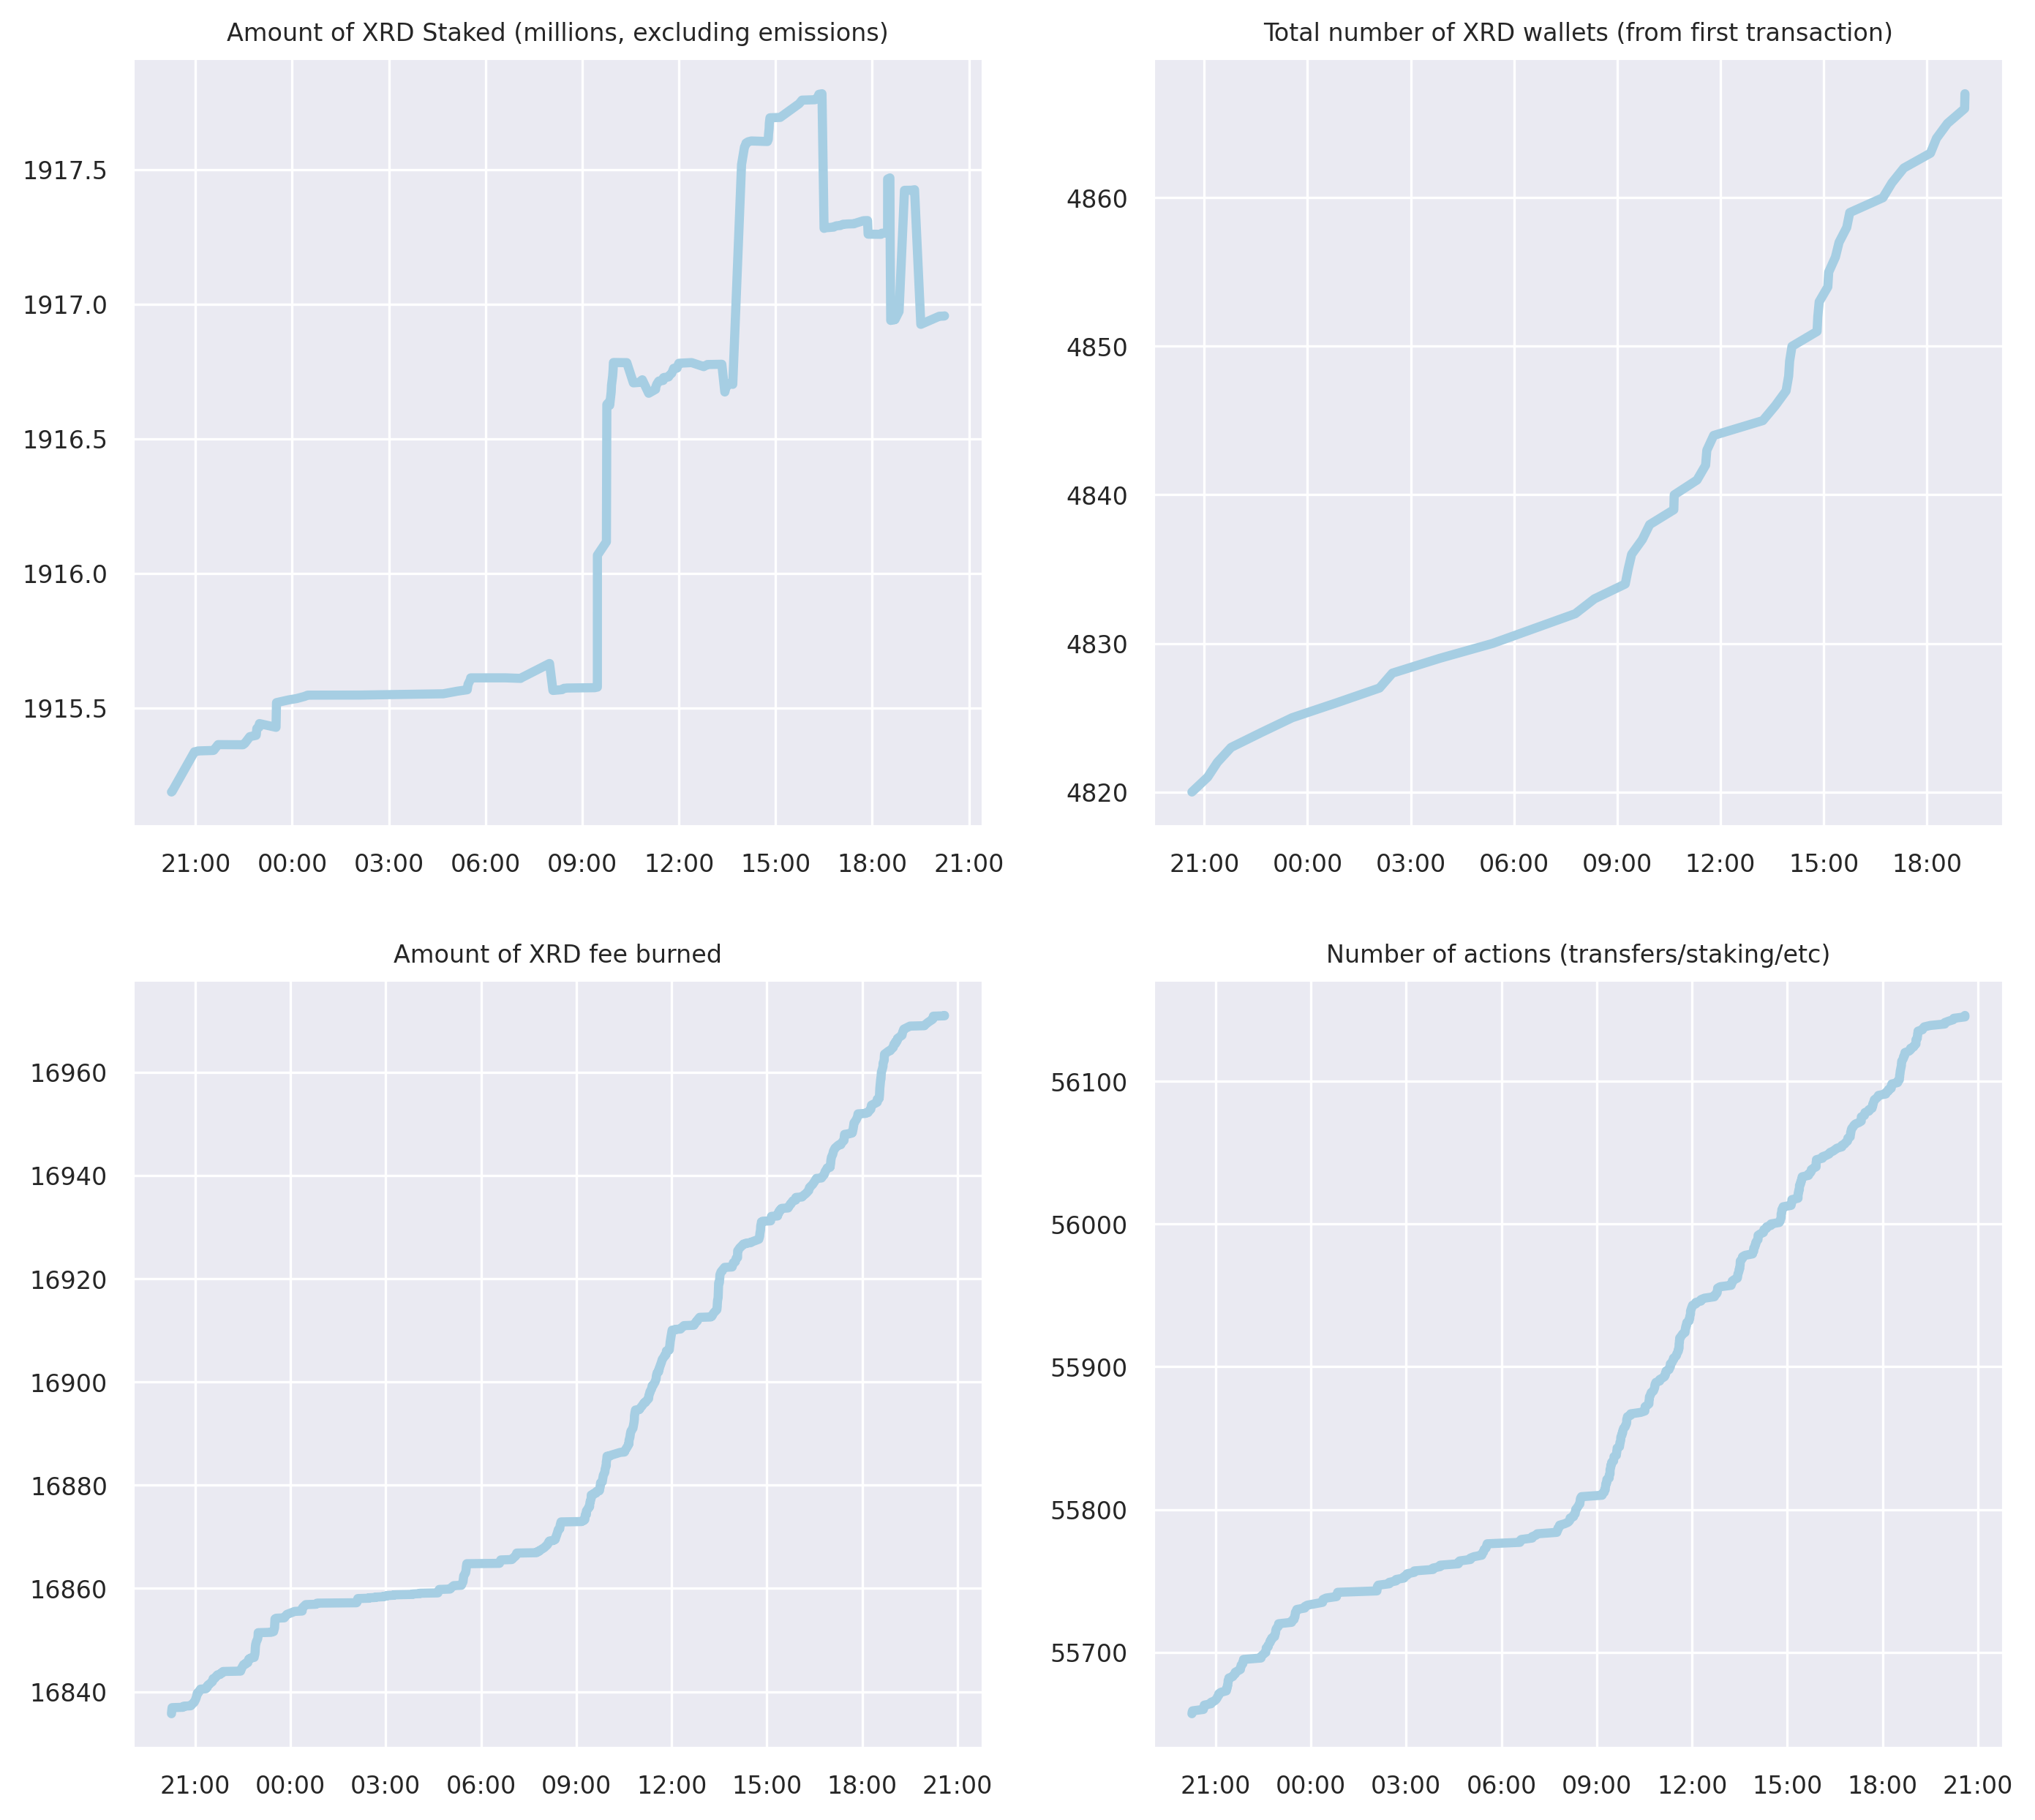 Amount of XRD Staked (millions, excluding emissions)
1917.5
1917.0
1916.5
1916.0
1915.5
21:00 00:00 03:00 06:00 09:00 12:00 15:00 18:00 21:00
Total number of XRD wallets (from first transaction)
4860
4850
4840
4830
4820
21:00 00:00 03:00 06:00 09:00 12:00 15:00 18:00
Amount of XRD fee burned
16960
16940
16920
16900
16880
16860
16840
21:00 00:00 03:00 06:00 09:00 12:00 15:00 18:00 21:00
Number of actions (transfers/staking/etc)
56100
56000
55900
55800
55700
21:00 00:00 03:00 06:00 09:00 12:00 15:00 18:00 21:00